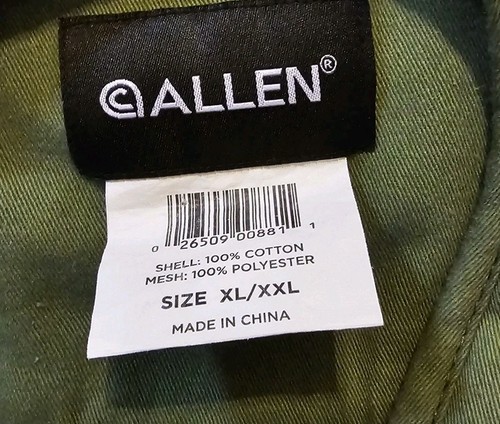 ALLEN®
0 26509 00881 1
SHELL: 100% COTTON
MESH: 100% POLYESTER
SIZE XL/XXL
MADE IN CHINA